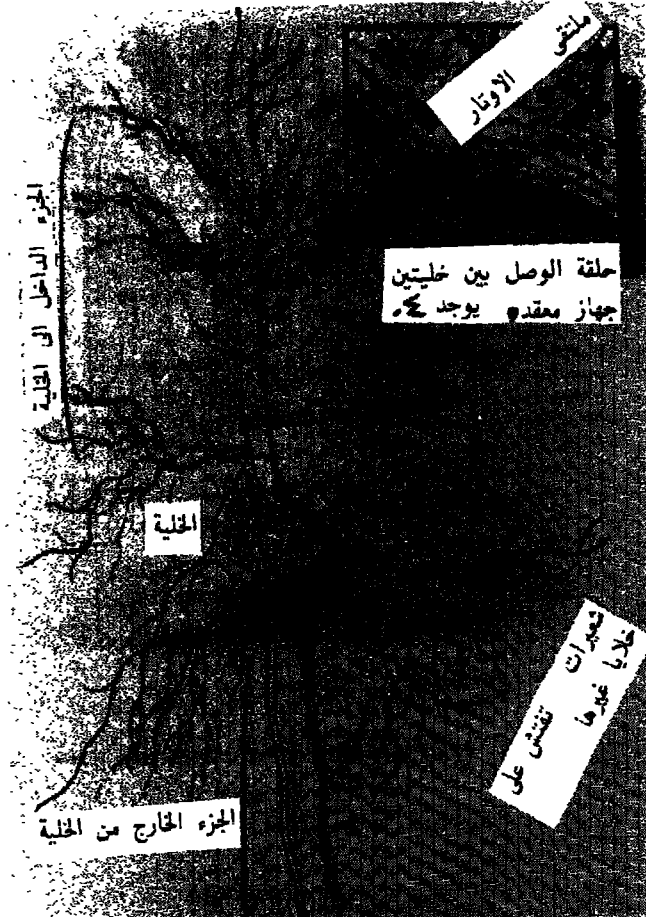 ملتقى الاوتار
حلقة الوصل بين خليتين
جهاز معقد يوجد
الجزء الداخل الى الخلية
الخلية
شعيرات تفتش على
خلايا غيرها
الجزء الخارج من الخلية